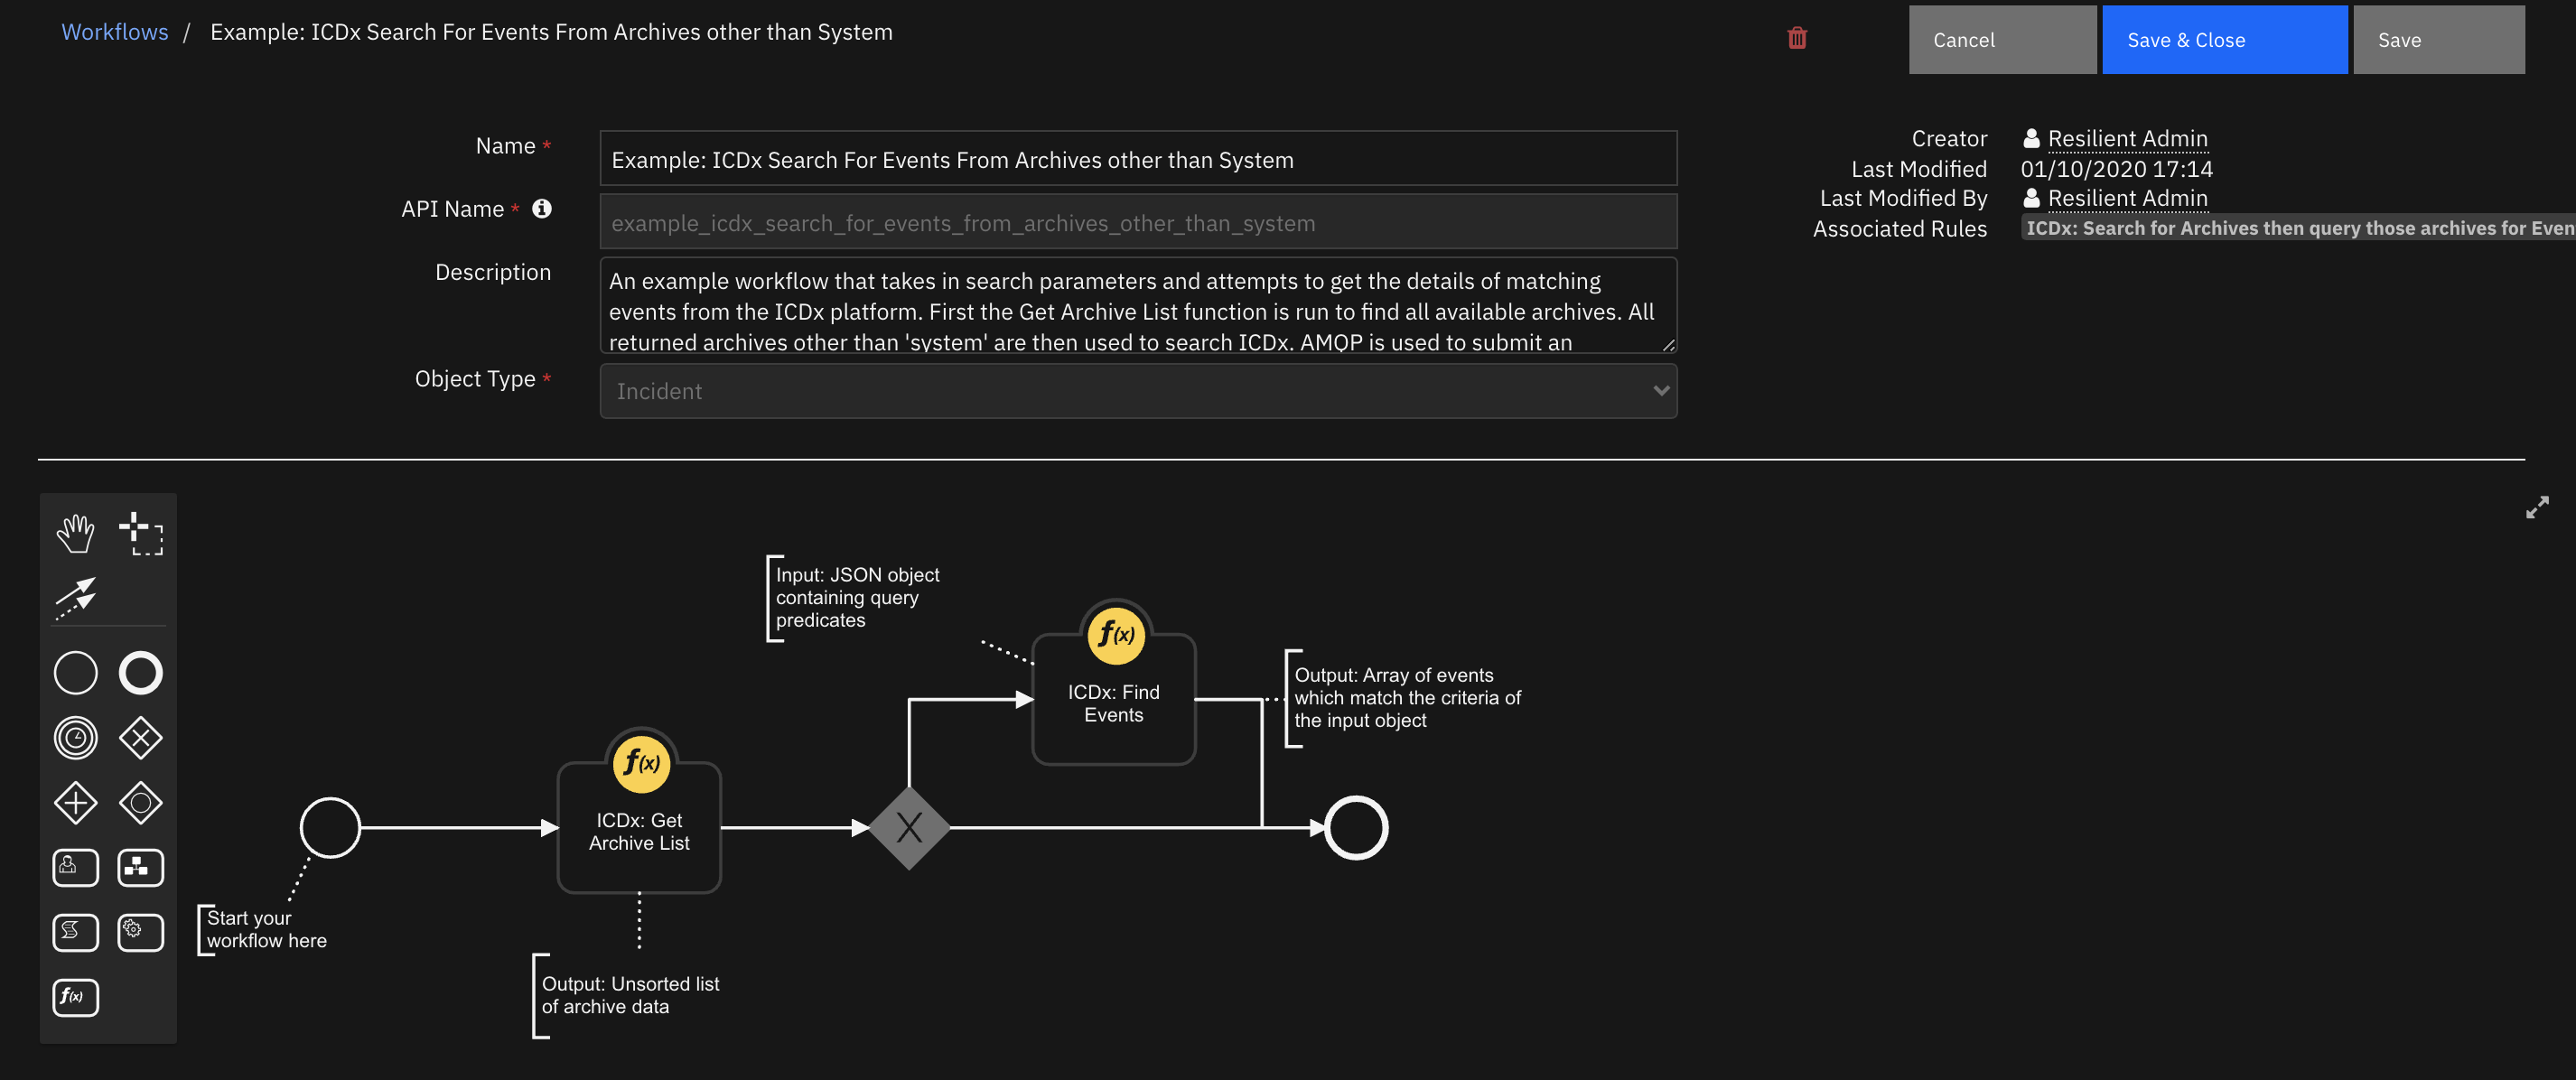 Workflows / Example: ICDx Search For Events From Archives other than System
Cancel
Save & Close
Save
Name *
Example: ICDx Search For Events From Archives other than System
API Name *
example_icdx_search_for_events_from_archives_other_than_system
Description
An example workflow that takes in search parameters and attempts to get the details of matching
events from the ICDx platform. First the Get Archive List function is run to find all available archives. All
returned archives other than 'system' are then used to search ICDx. AMQP is used to submit an
Object Type *
Incident
Creator Resilient Admin
Last Modified 01/10/2020 17:14
Last Modified By Resilient Admin
Associated Rules ICDx: Search for Archives then query those archives for Even
Input: JSON object
containing query
predicates
f(x)
ICDx: Find
Events
Output: Array of events
which match the criteria of
the input object
f(x)
ICDx: Get
Archive List
X
Start your
workflow here
Output: Unsorted list
of archive data
f(x)